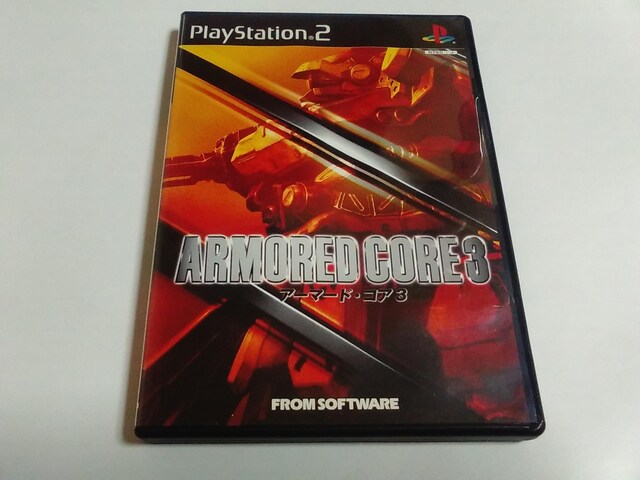 PlayStation.2
ARMORED CORE 3
アーマード・コア3
FROM SOFTWARE